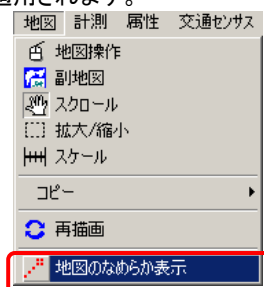 適用されます。
地図 計測 属性 交通センサス
地図操作
副地図
スクロール
拡大/縮小
スケール
コピー
再描画
地図のなめらか表示